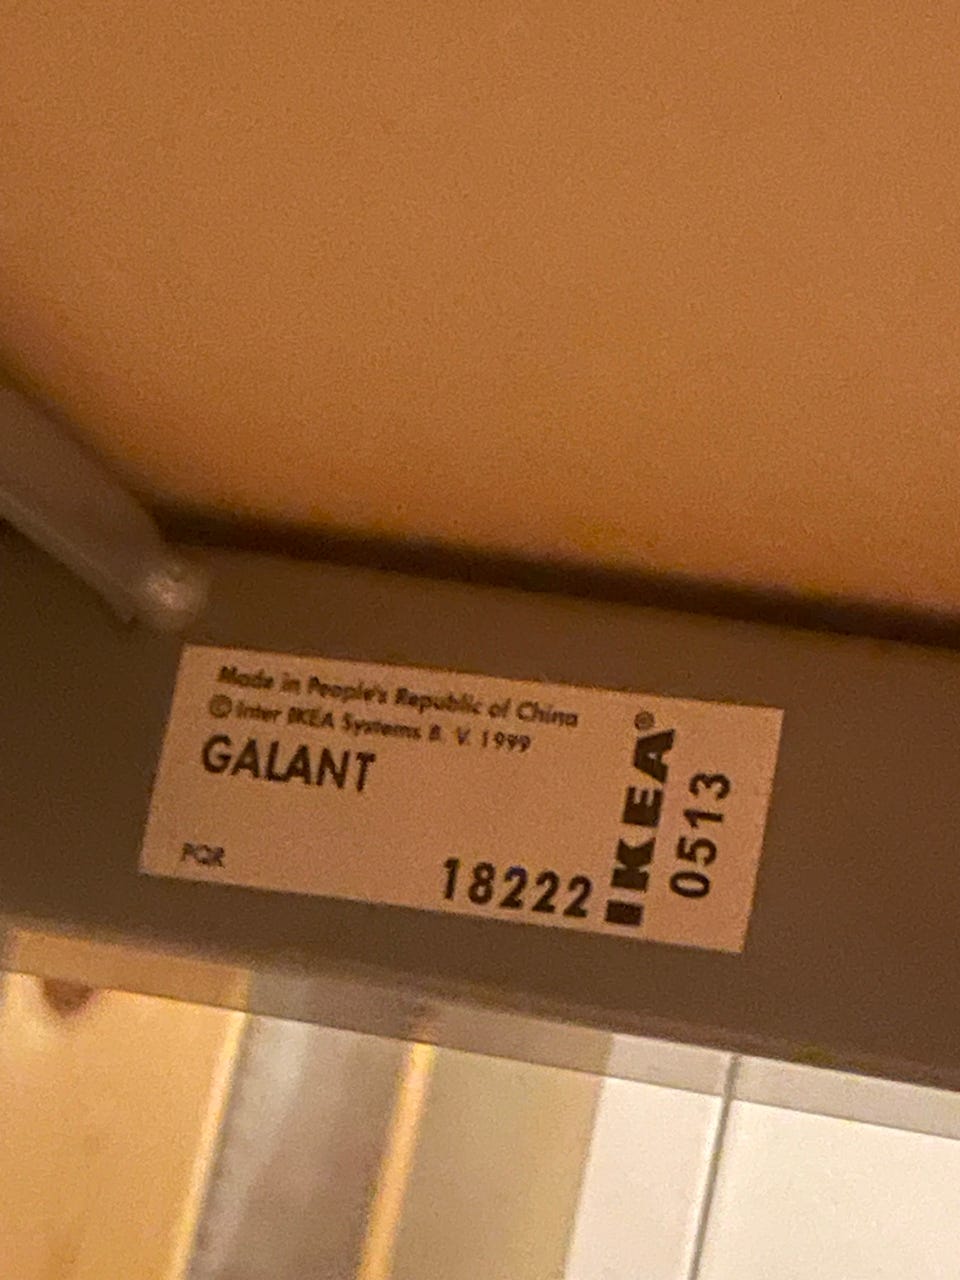 Made in People's Republic of China
© Inter IKEA Systems B. V. 1999
GALANT
PQR
18222
IKEA®
0513